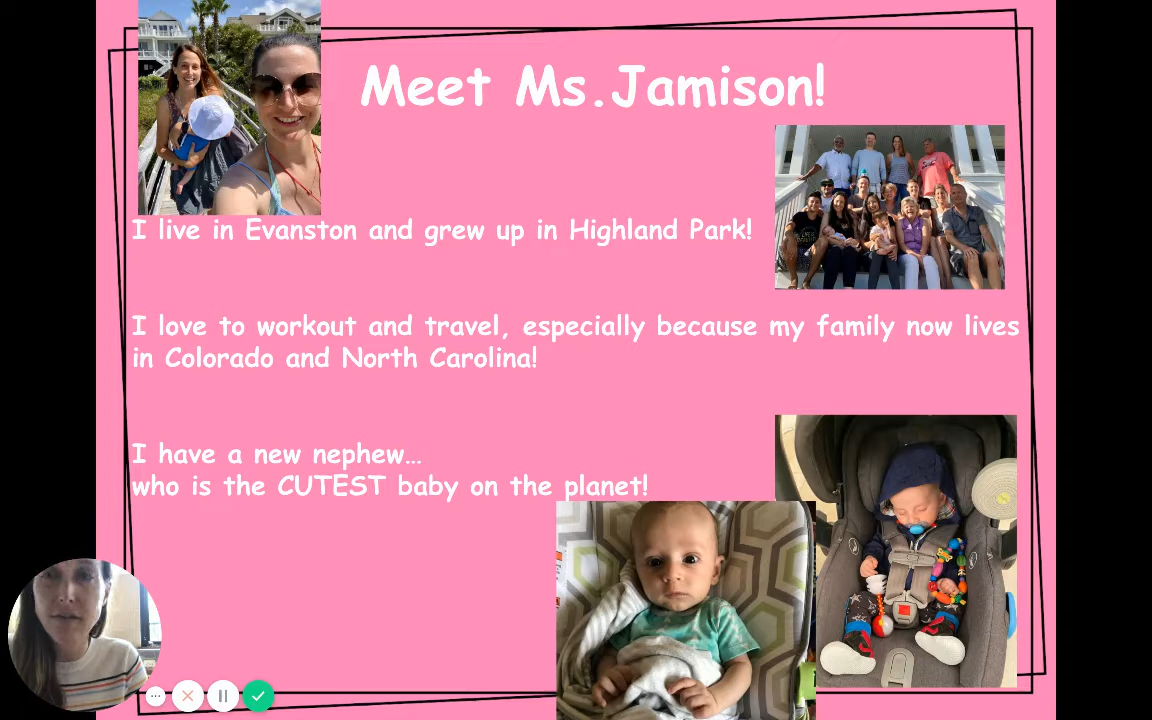 Meet Ms.Jamison!
I live in Evanston and grew up in Highland Park!
I love to workout and travel, especially because my family now lives
in Colorado and North Carolina!
I have a new nephew...
who is the CUTEST baby on the planet!